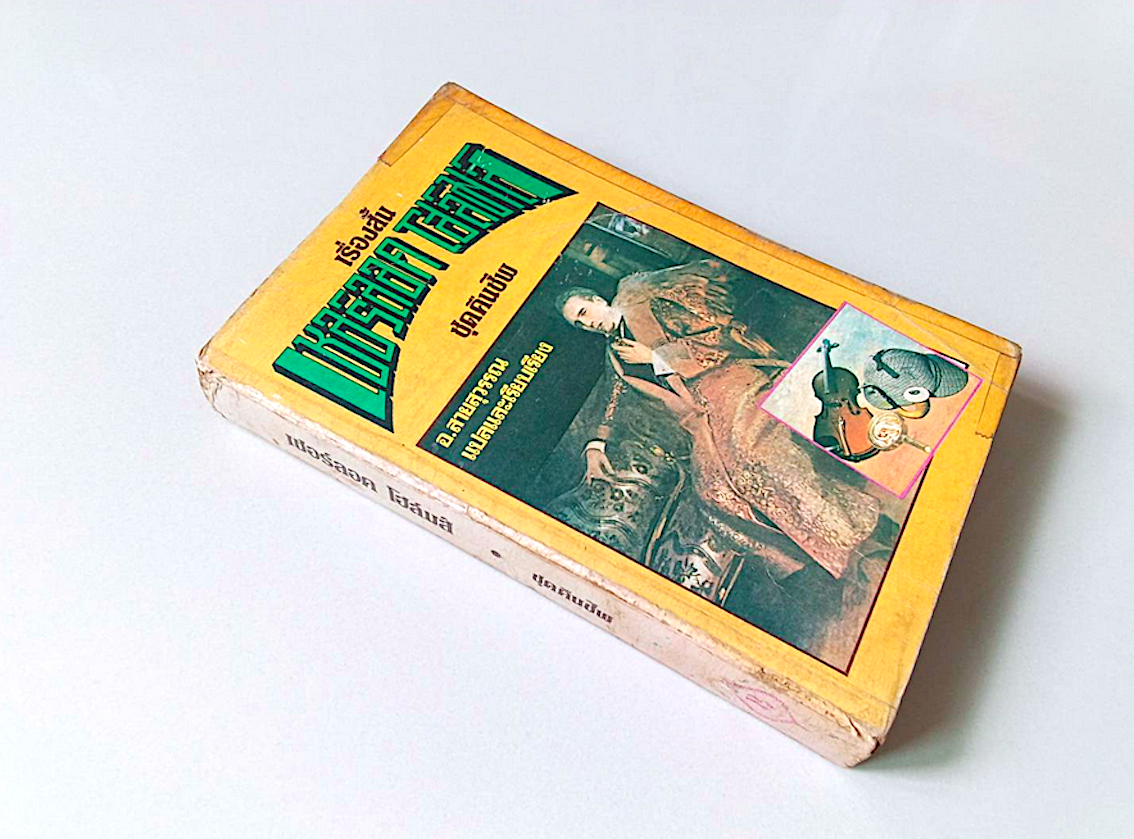 เรื่องสั้น
เชอร์ลอค โฮล์มส์
ชุดคืนชีพ
อ.สายสุวรรณ
แปลและเรียบเรียง
เชอร์ลอค โฮล์มส์ • ชุดคืนชีพ